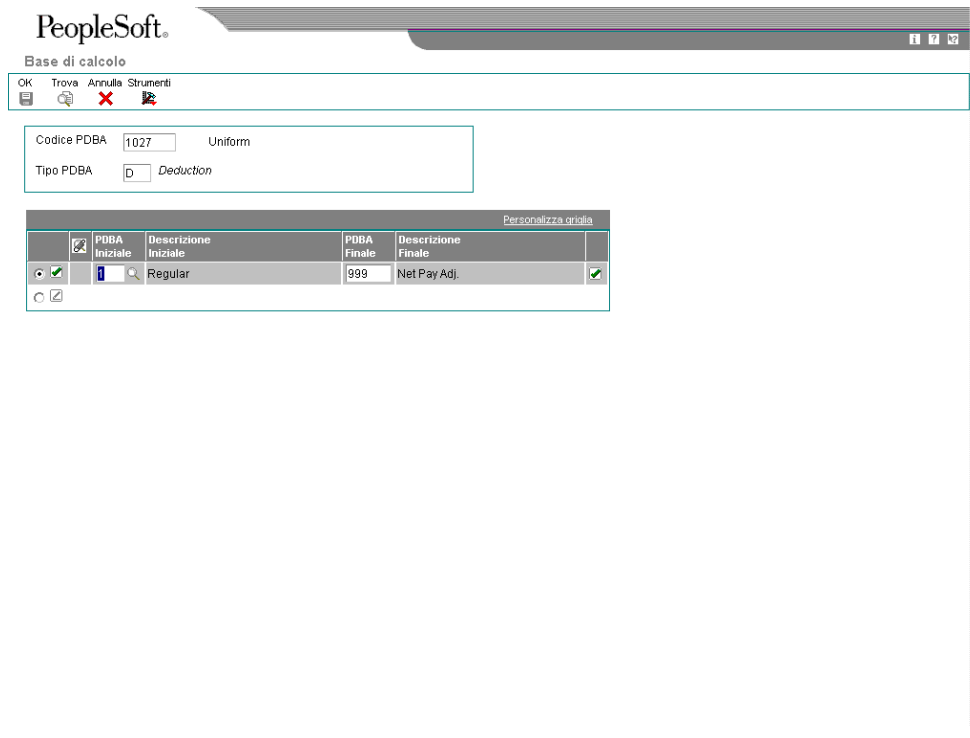 PeopleSoft®
Base di calcolo
OK Trova Annulla Strumenti
Codice PDBA 1027 Uniform
Tipo PDBA D Deduction
Personalizza griglia
PDBA Iniziale Descrizione Iniziale PDBA Finale Descrizione Finale
1 Regular 999 Net Pay Adj.